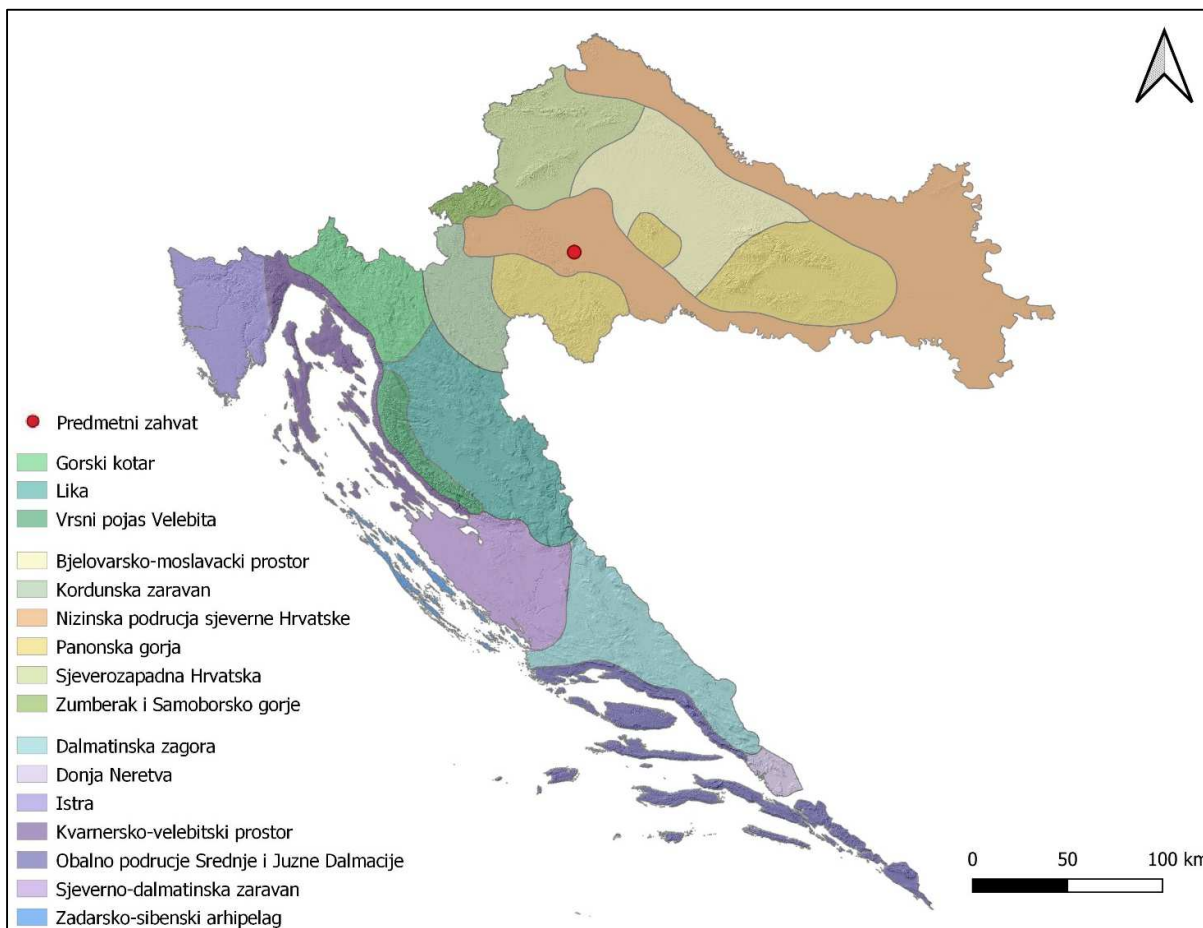 Predmetni zahvat
Gorski kotar
Lika
Vrsni pojas Velebita
Bjelovarsko-moslavacki prostor
Kordunska zaravan
Nizinska podrucja sjeverne Hrvatske
Panonska gorja
Sjeverozapadna Hrvatska
Zumberak i Samoborsko gorje
Dalmatinska zagora
Donja Neretva
Istra
Kvarnersko-velebitski prostor
Obalno podrucje Srednje i Juzne Dalmacije
Sjeverno-dalmatinska zaravan
Zadarsko-sibenski arhipelag
0 50 100 km